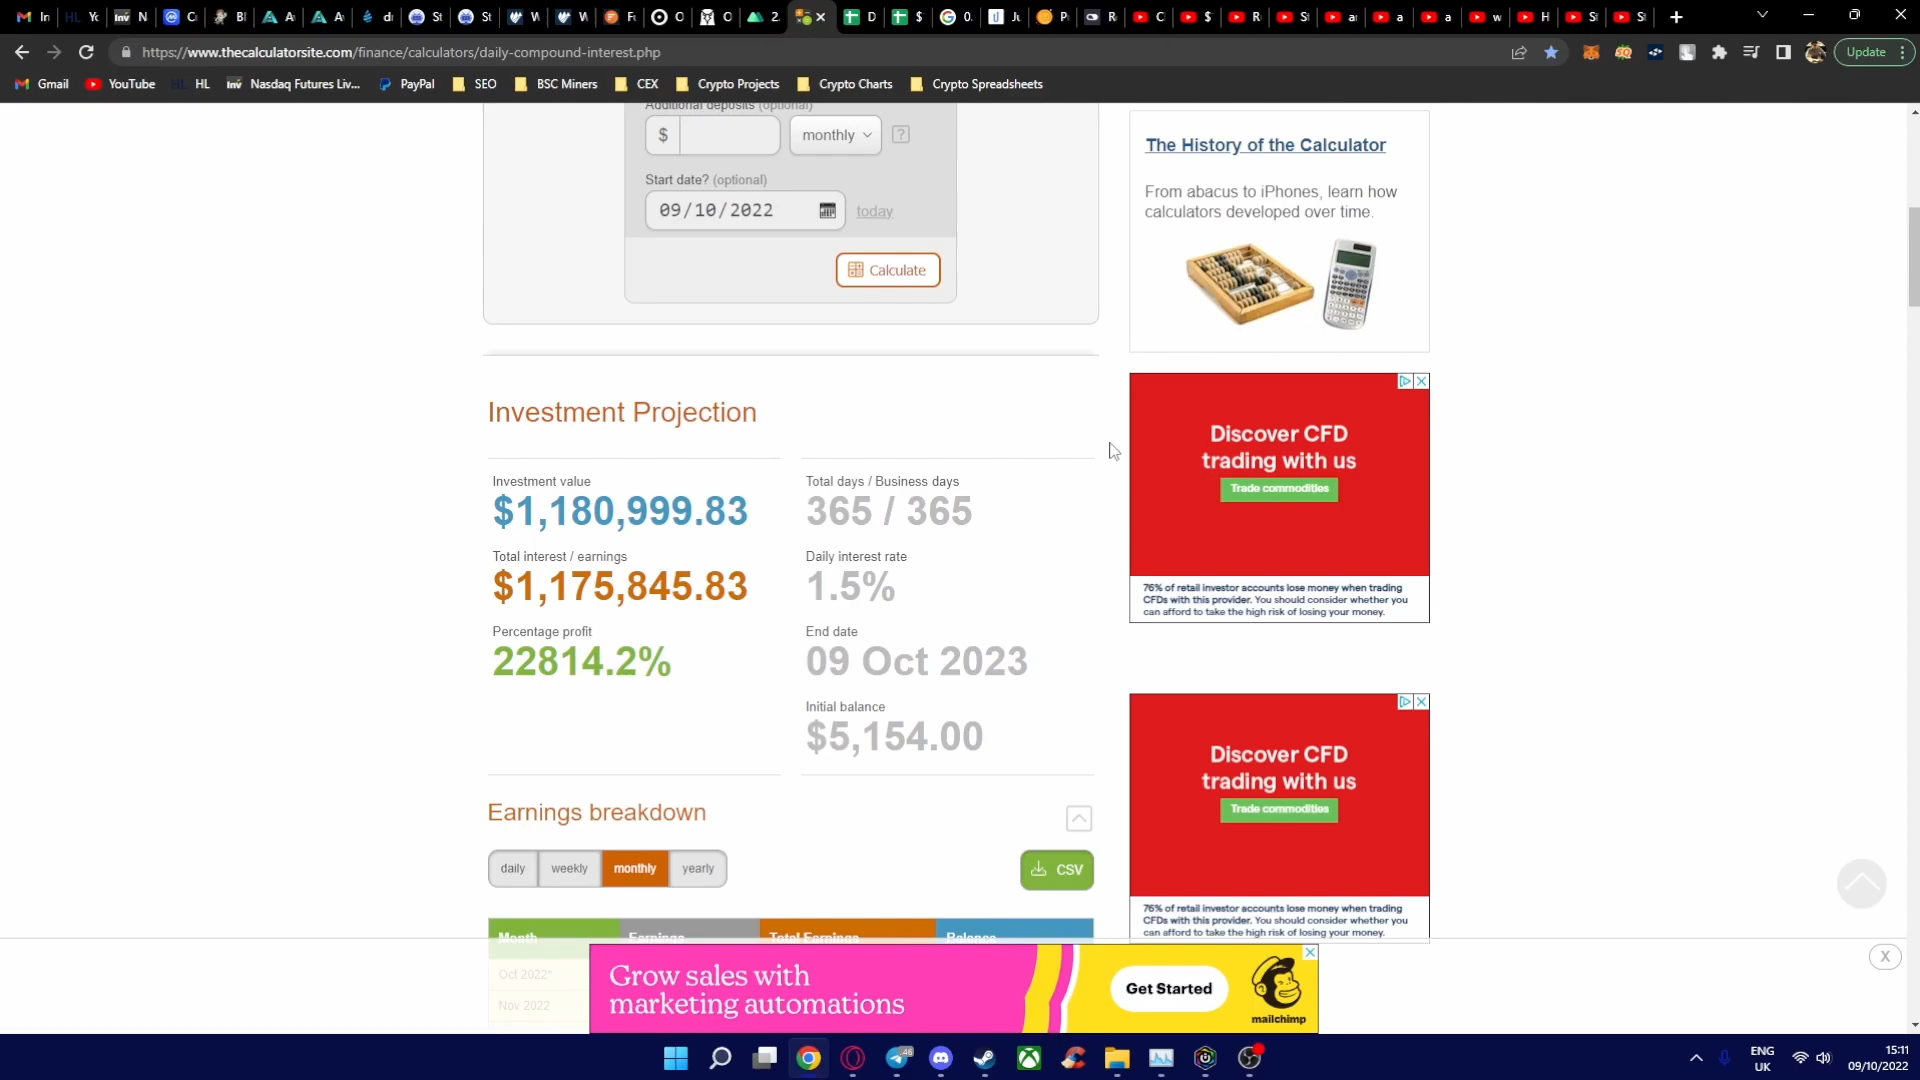 https://www.thecalculatorsite.com/finance/calculators/daily-compound-interest.php
Update
Gmail
YouTube
HL
Nasdaq Futures Liv...
PayPal
SEO
BSC Miners
CEX
Crypto Projects
Crypto Charts
Crypto Spreadsheets
Additional deposits (optional)
$
monthly
?
Start date? (optional)
09/10/2022
today
Calculate
The History of the Calculator
From abacus to iPhones, learn how
calculators developed over time.
Investment Projection
Investment value
$1,180,999.83
Total days / Business days
365 / 365
Total interest / earnings
$1,175,845.83
Daily interest rate
1.5%
Percentage profit
22814.2%
End date
09 Oct 2023
Initial balance
$5,154.00
Discover CFD
trading with us
Trade commodities
76% of retail investor accounts lose money when trading
CFDs with this provider. You should consider whether you
can afford to take the high risk of losing your money.
Discover CFD
trading with us
Trade commodities
76% of retail investor accounts lose money when trading
CFDs with this provider. You should consider whether you
can afford to take the high risk of losing your money.
Earnings breakdown
daily
weekly
monthly
yearly
CSV
Month
Earnings
Total Earnings
Balance
Oct 2022*
Nov 2022
Grow sales with
marketing automations
Get Started
mailchimp
X
46
ENG
UK
15:11
09/10/2022